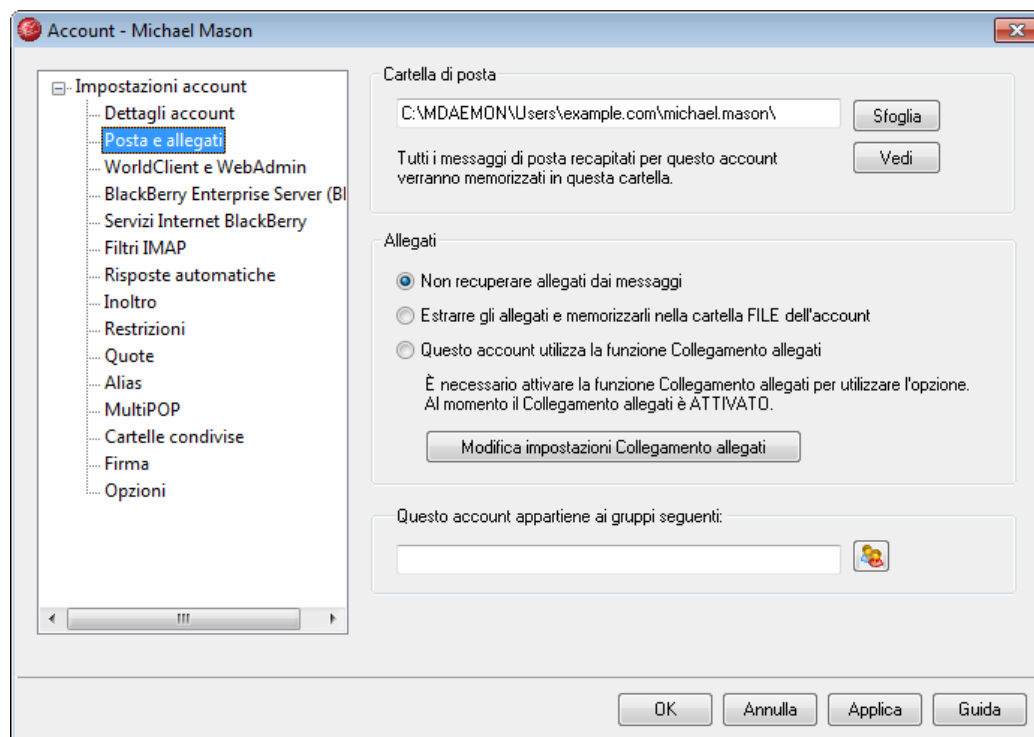 Account - Michael Mason
Impostazioni account
Dettagli account
Posta e allegati
WorldClient e WebAdmin
BlackBerry Enterprise Server (Bl
Servizi Internet BlackBerry
Filtri IMAP
Risposte automatiche
Inoltro
Restrizioni
Quote
Alias
MultiPOP
Cartelle condivise
Firma
Opzioni
Cartella di posta
C:\MDAEMON\Users\example.com\michael.mason\
Sfoglia
Tutti i messaggi di posta recapitati per questo account
verranno memorizzati in questa cartella.
Vedi
Allegati
Non recuperare allegati dai messaggi
Estrarre gli allegati e memorizzarli nella cartella FILE dell'account
Questo account utilizza la funzione Collegamento allegati
È necessario attivare la funzione Collegamento allegati per utilizzare l'opzione.
Al momento il Collegamento allegati è ATTIVATO.
Modifica impostazioni Collegamento allegati
Questo account appartiene ai gruppi seguenti:
OK
Annulla
Applica
Guida